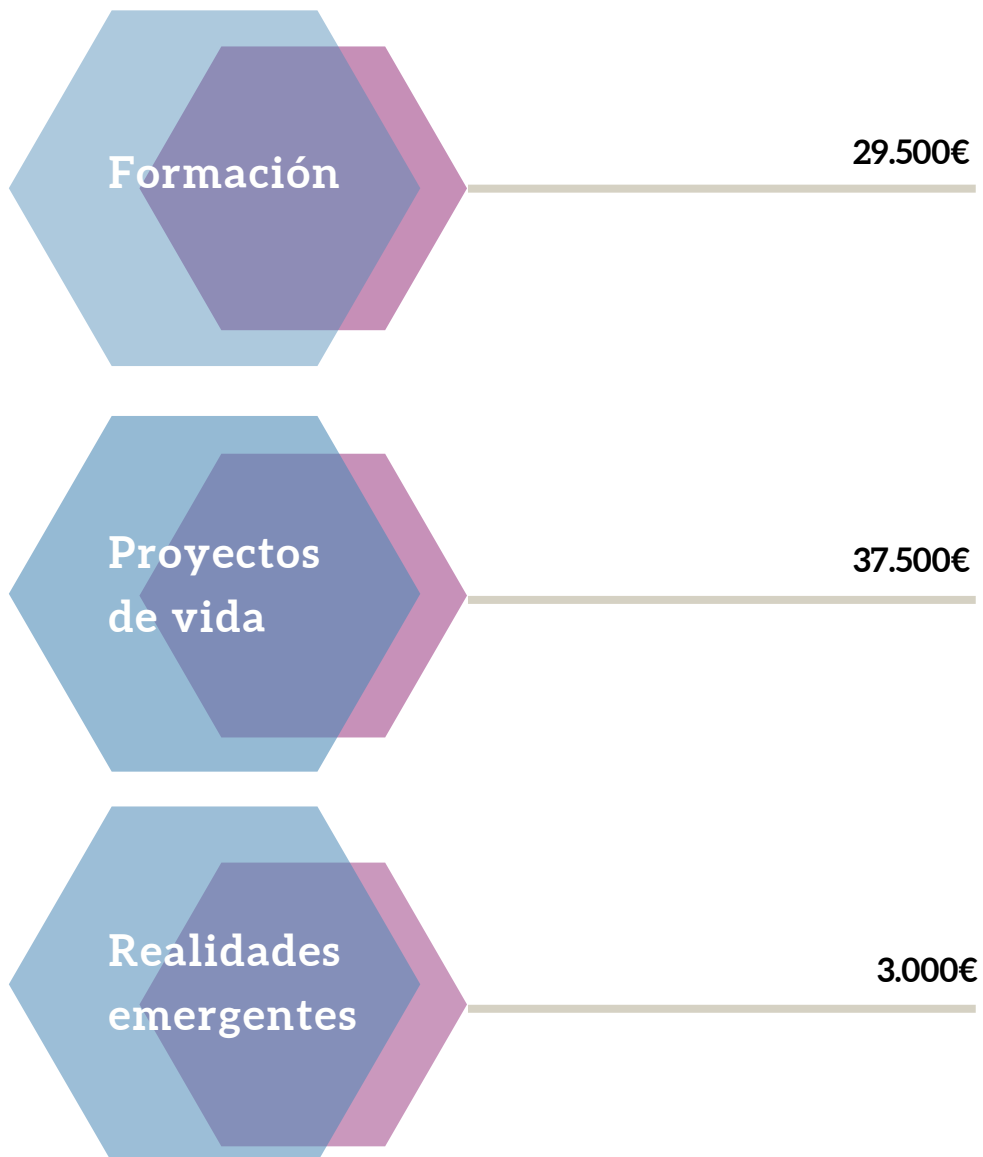 Formación
29.500€
Proyectos
de vida
37.500€
Realidades
emergentes
3.000€